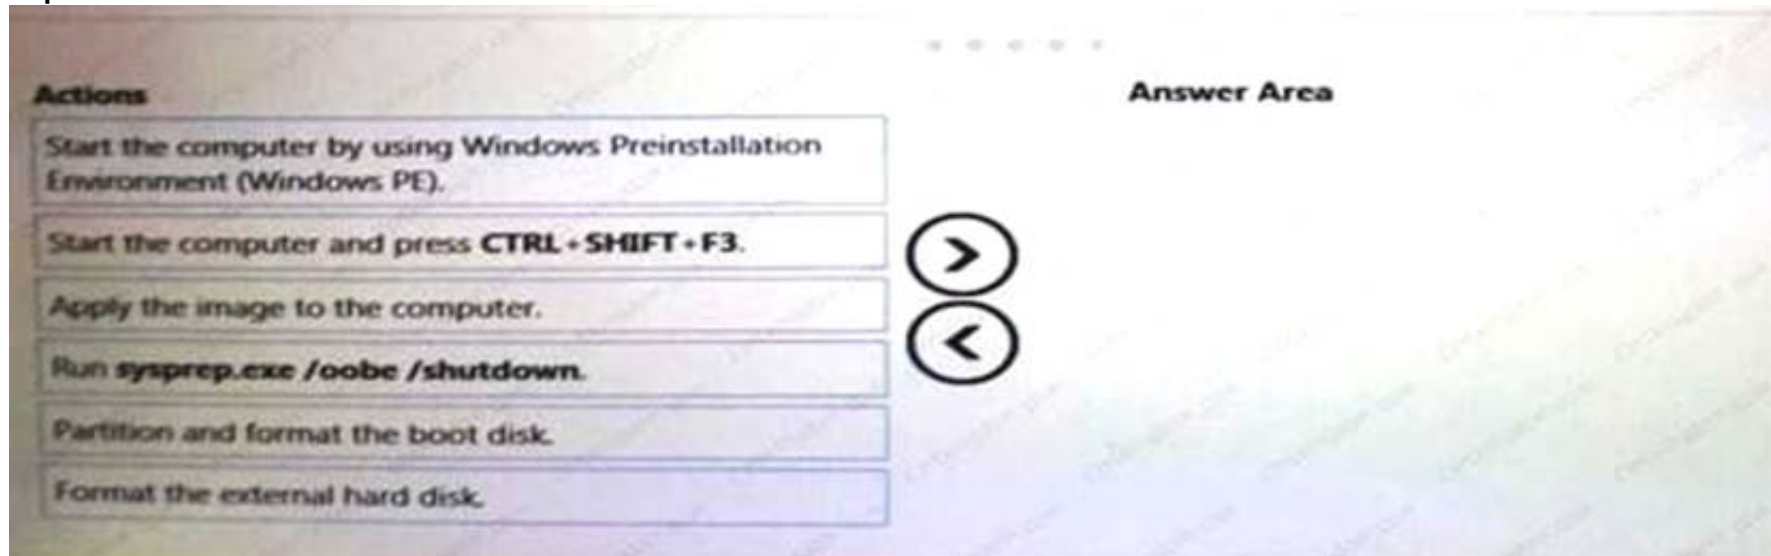 Actions
Answer Area
Start the computer by using Windows Preinstallation
Environment (Windows PE).
Start the computer and press CTRL+SHIFT+F3.
Apply the image to the computer.
Run sysprep.exe /oobe /shutdown.
Partition and format the boot disk.
Format the external hard disk.